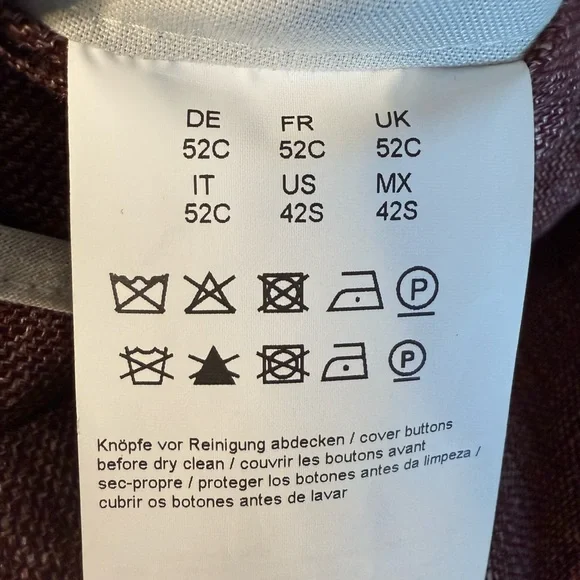 DE FR UK
52C 52C 52C
IT US MX
52C 42S 42S
P
P
Knöpfe vor Reinigung abdecken / cover buttons
before dry clean / couvrir les boutons avant
sec-propre / proteger los botones antes da limpeza /
cubrir os botones antes de lavar